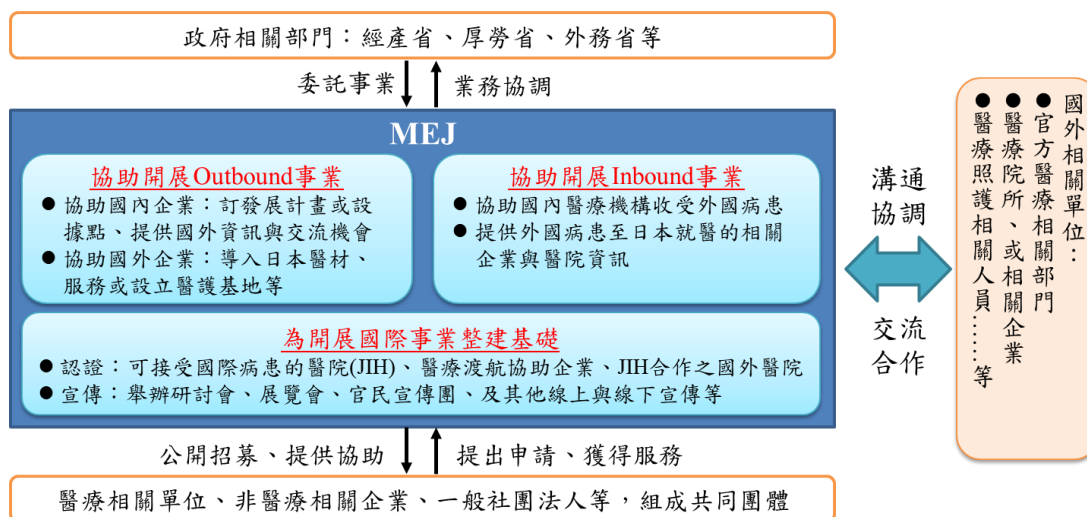 政府相關部門：經產省、厚勞省、外務省等
委託事業
業務協調
MEJ
協助開展Outbound事業
● 協助國內企業：訂發展計畫或設
據點、提供國外資訊與交流機會
● 協助國外企業：導入日本醫材、
服務或設立醫護基地等
協助開展Inbound事業
● 協助國內醫療機構收受外國病患
● 提供外國病患至日本就醫的相關
企業與醫院資訊
為開展國際事業整建基礎
● 認證：可接受國際病患的醫院(JIH)、醫療渡航協助企業、JIH合作之國外醫院
● 宣傳：舉辦研討會、展覽會、官民宣傳團、及其他線上與線下宣傳等
公開招募、提供協助
提出申請、獲得服務
醫療相關單位、非醫療相關企業、一般社團法人等，組成共同團體
溝通
協調
交流
合作
國外相關單位：
● 官方醫療相關部門
● 醫療院所、或相關企業
● 醫療照護相關人員……等